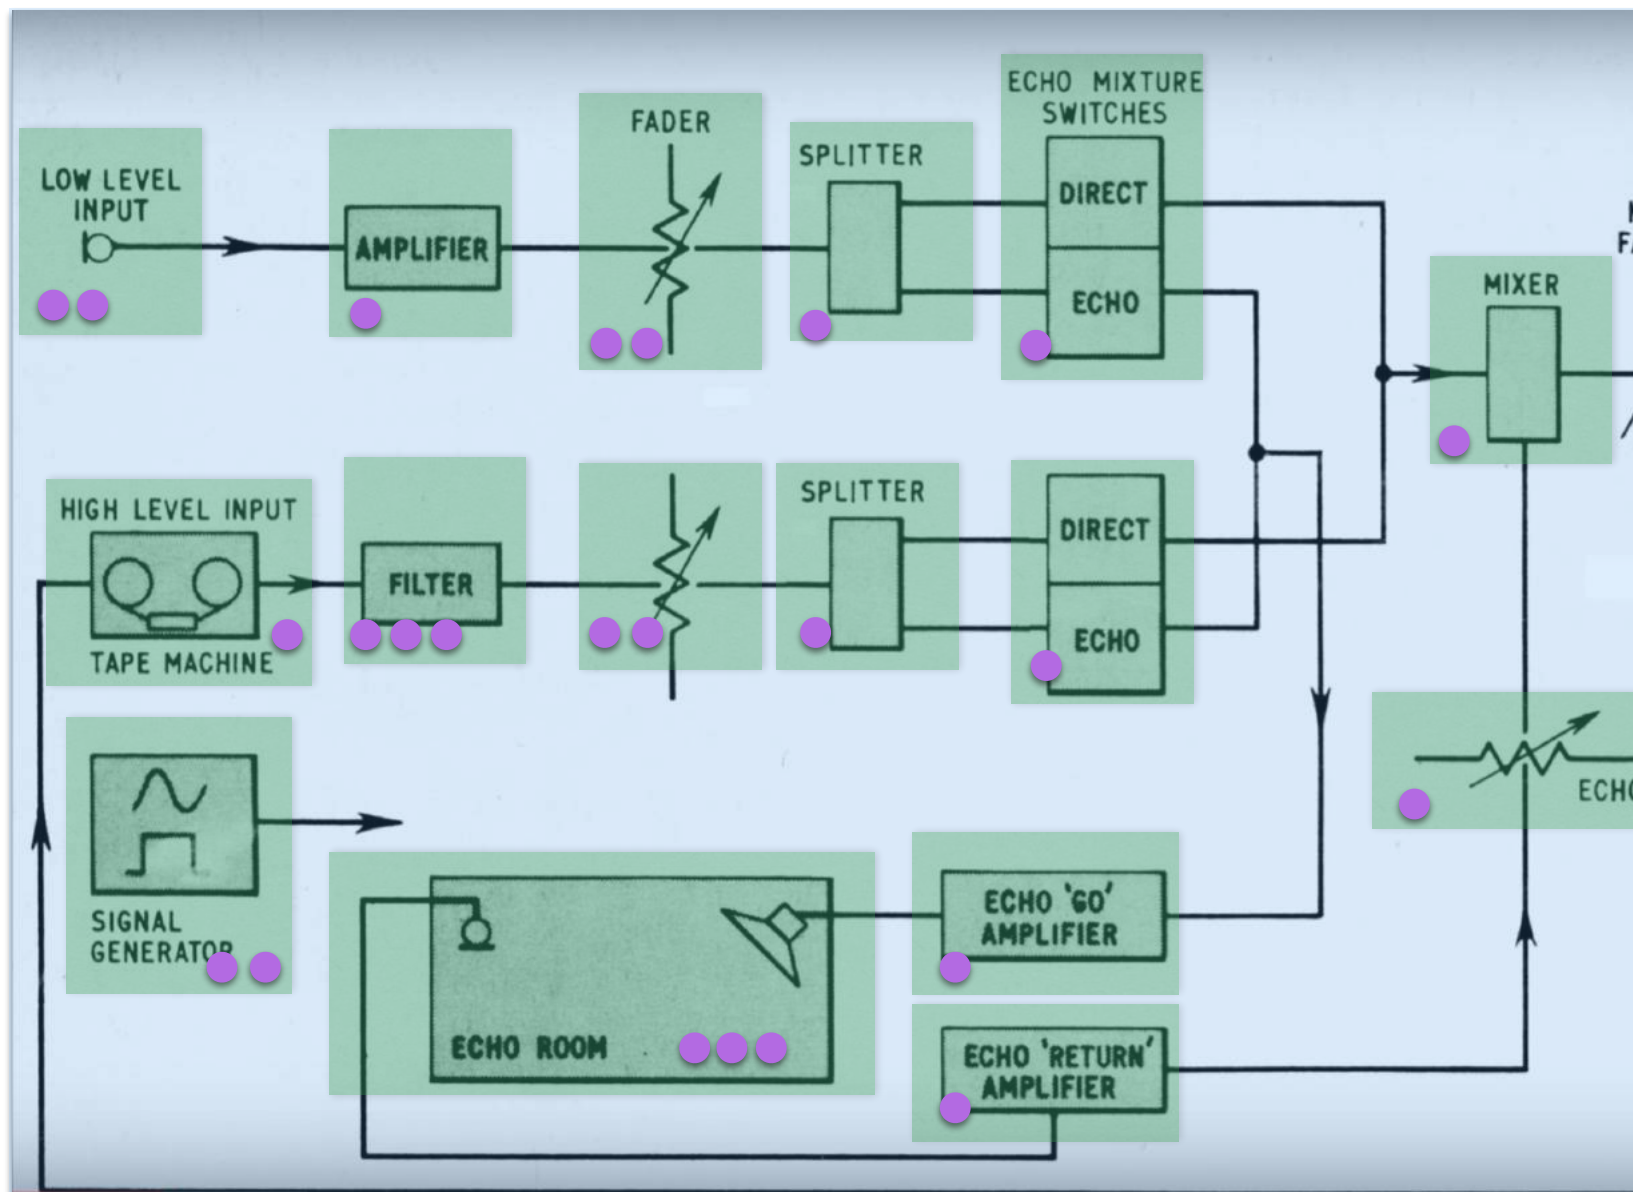 ECHO MIXTURE
SWITCHES
FADER
SPLITTER
LOW LEVEL
INPUT
DIRECT
AMPLIFIER
ECHO
MIXER
HIGH LEVEL INPUT
SPLITTER
DIRECT
FILTER
ECHO
TAPE MACHINE
ECHO
SIGNAL
GENERATOR
ECHO 'GO'
AMPLIFIER
ECHO ROOM
ECHO 'RETURN'
AMPLIFIER